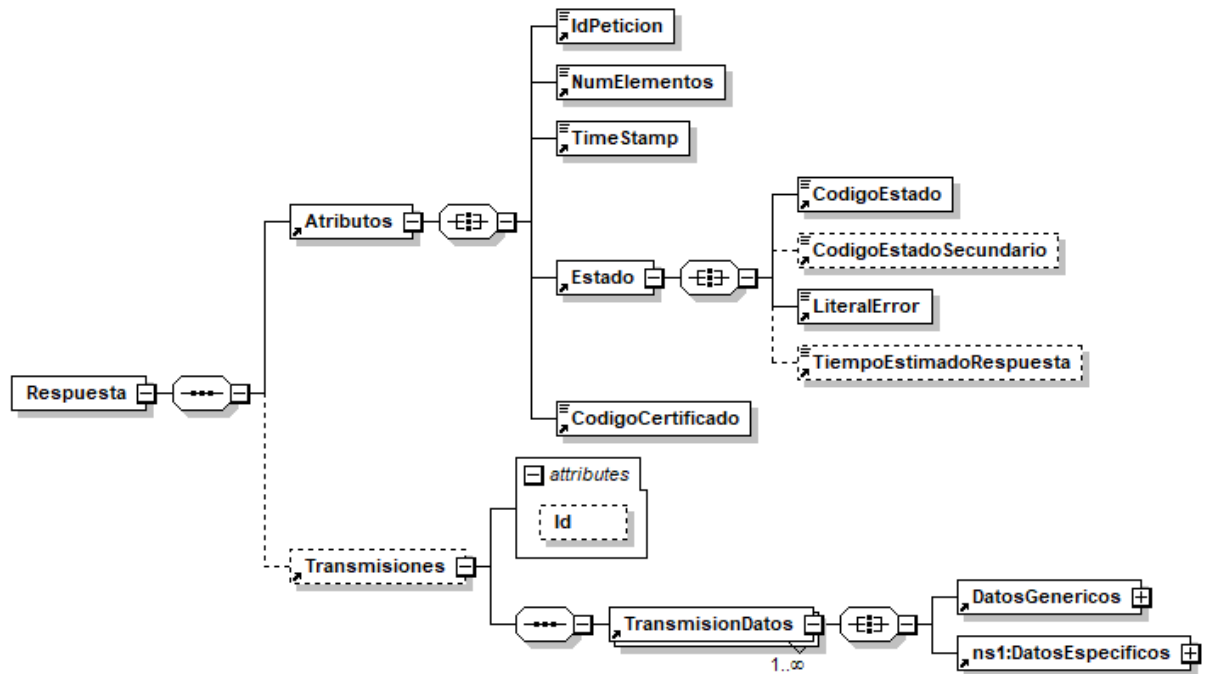 IdPeticion
NumElementos
TimeStamp
CodigoEstado
Atributos
CodigoEstadoSecundario
Estado
LiteralError
TiempoEstimadoRespuesta
Respuesta
CodigoCertificado
attributes
Id
Transmisiones
DatosGenericos
TransmisionDatos
ns1:DatosEspecificos
1..∞